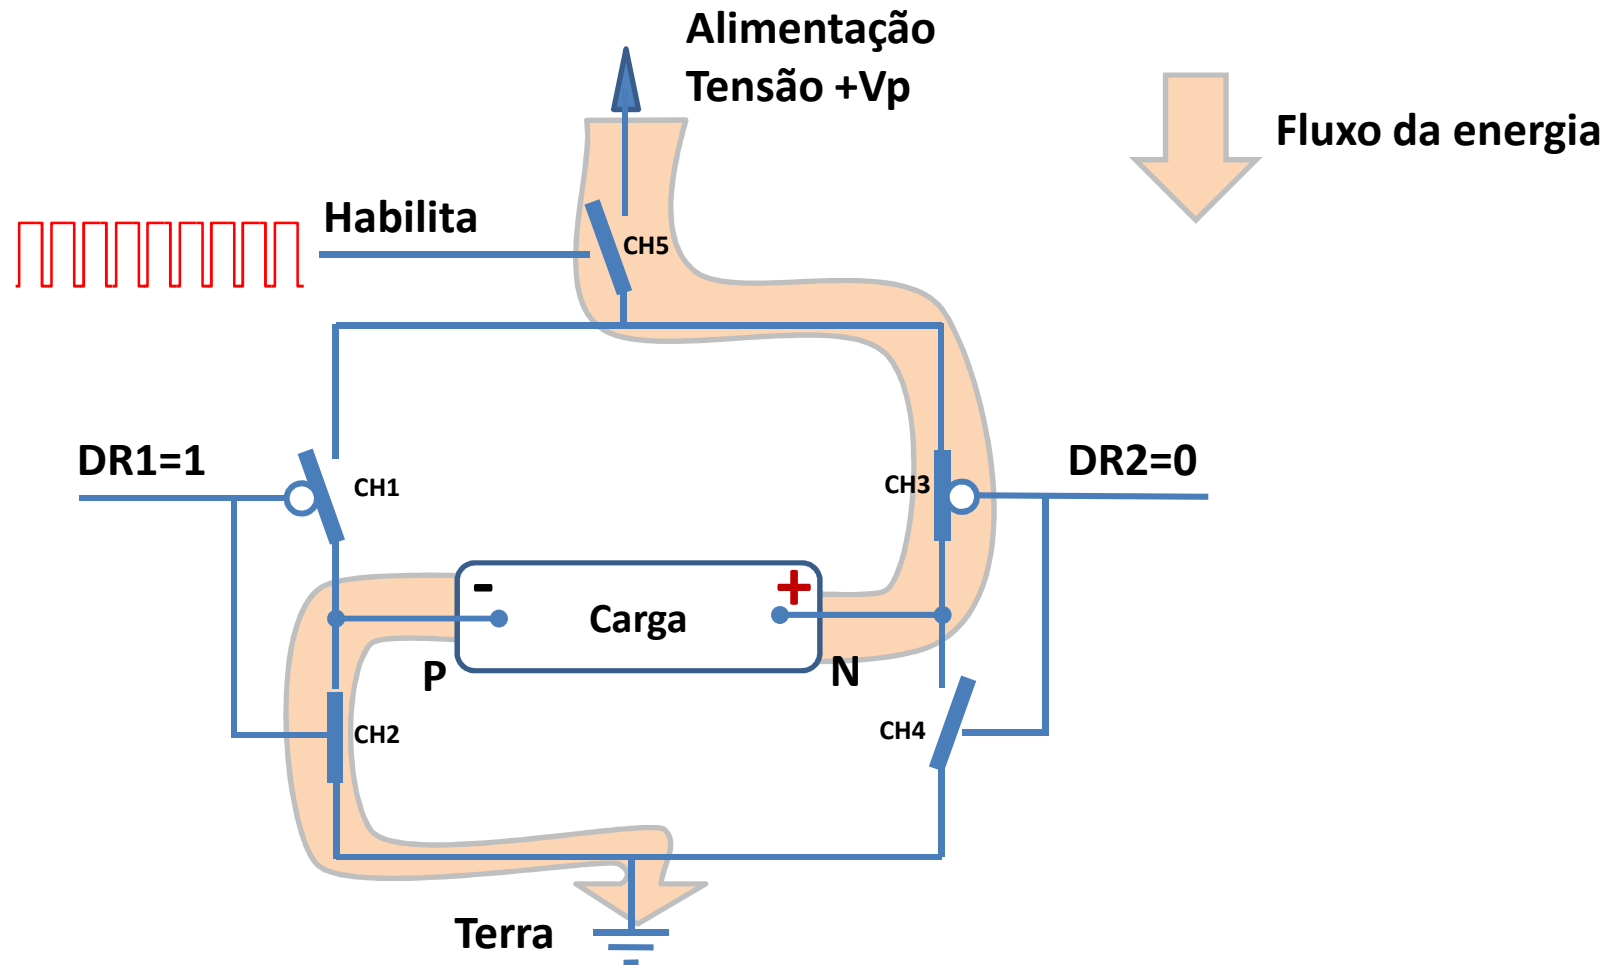 Alimentação
Tensão +Vp
Fluxo da energia
Habilita
CH5
DR1=1
CH1
CH3
DR2=0
- +
Carga
P
N
CH2
CH4
Terra